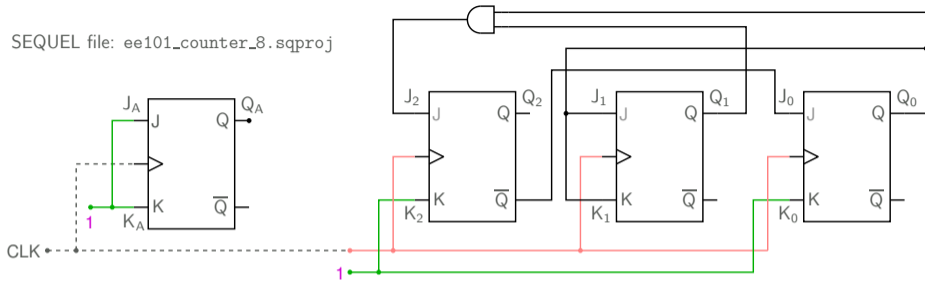 SEQUEL file: ee101_counter_8.sqproj
J_A Q_A
J Q
K Q̅
1 K_A
CLK
J_2 Q_2 J_1 Q_1 J_0 Q_0
J Q J Q J Q
K Q̅ K Q̅ K Q̅
K_2 K_1 K_0
1